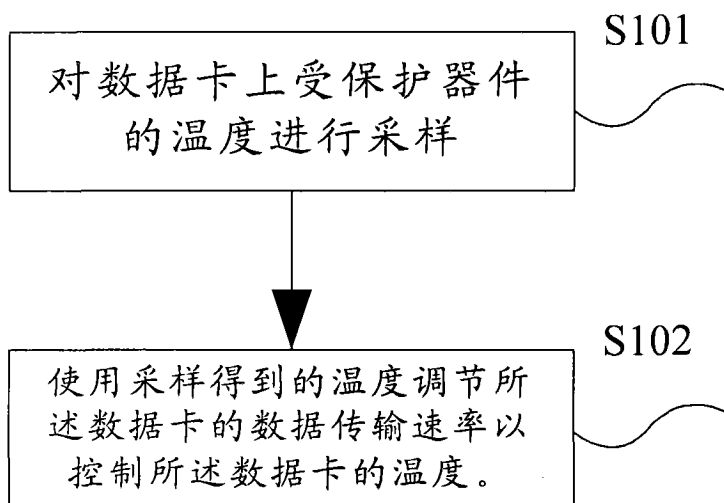 S101
对数据卡上受保护器件
的温度进行采样
S102
使用采样得到的温度调节所
述数据卡的数据传输速率以
控制所述数据卡的温度。